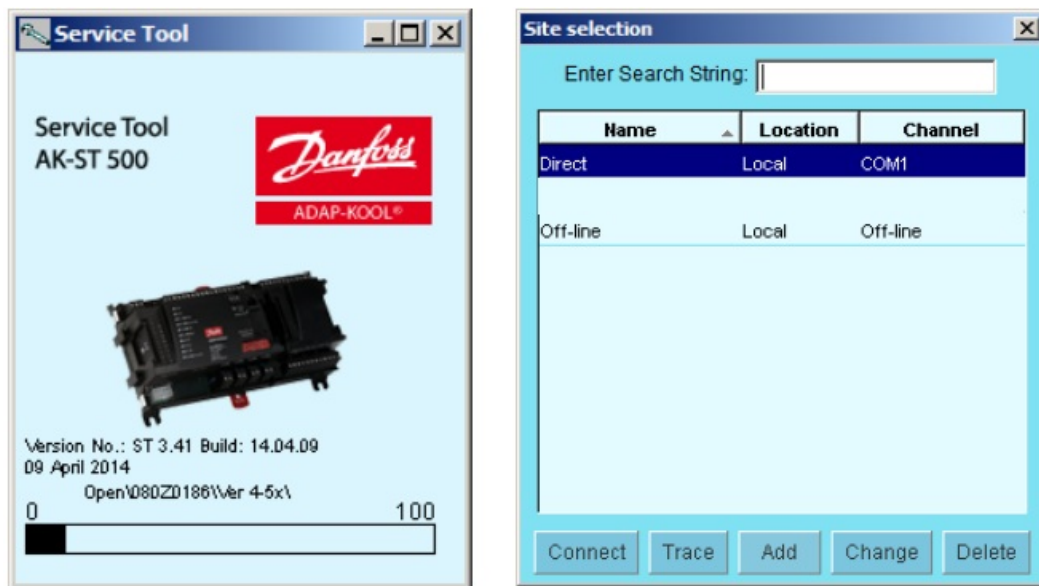 Service Tool
Service Tool
AK-ST 500
Danfoss
ADAP-KOOL®
Version No.: ST 3.41 Build: 14.04.09
09 April 2014
Open\080Z0186\\Ver 4-5x\
0 100
Site selection
Enter Search String:
Name Location Channel
Direct Local COM1
Off-line Local Off-line
Connect Trace Add Change Delete